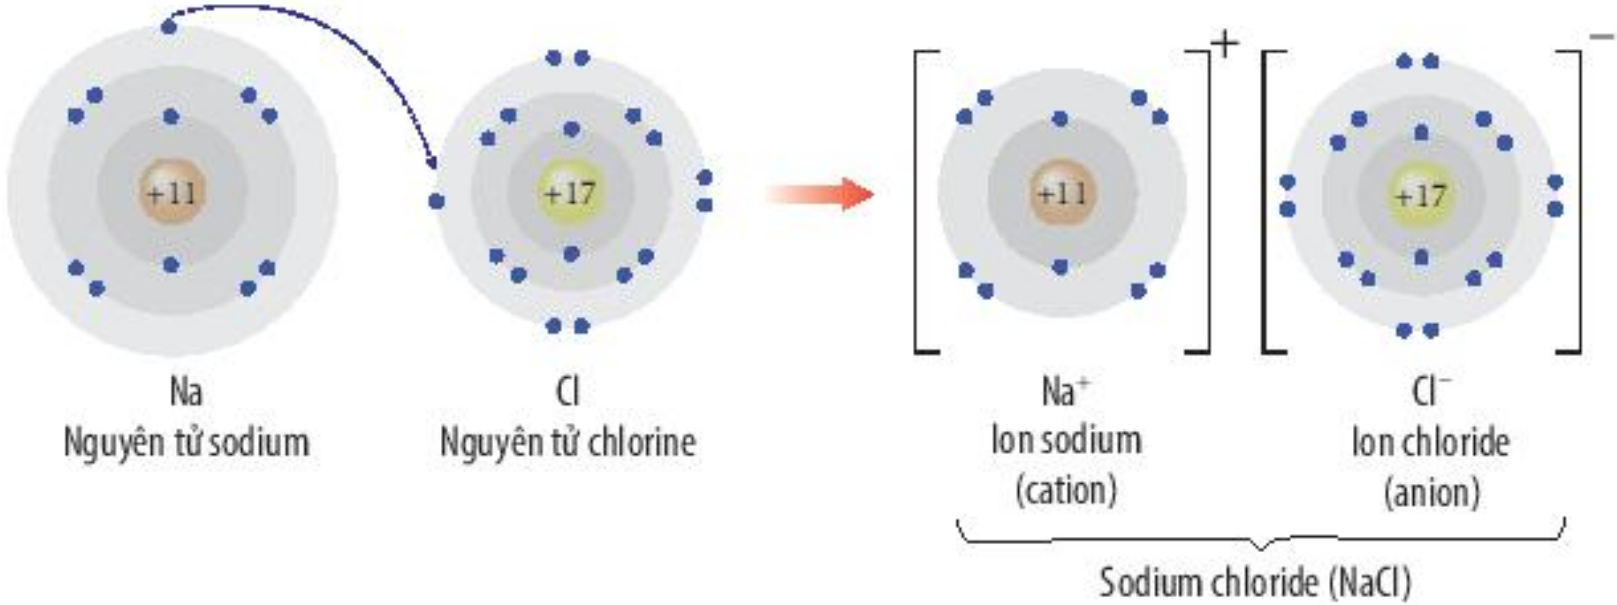 +11
+17
+11
+
+17
−
Na
Nguyên tử sodium
Cl
Nguyên tử chlorine
Na⁺
Ion sodium
(cation)
Cl⁻
Ion chloride
(anion)
Sodium chloride (NaCl)